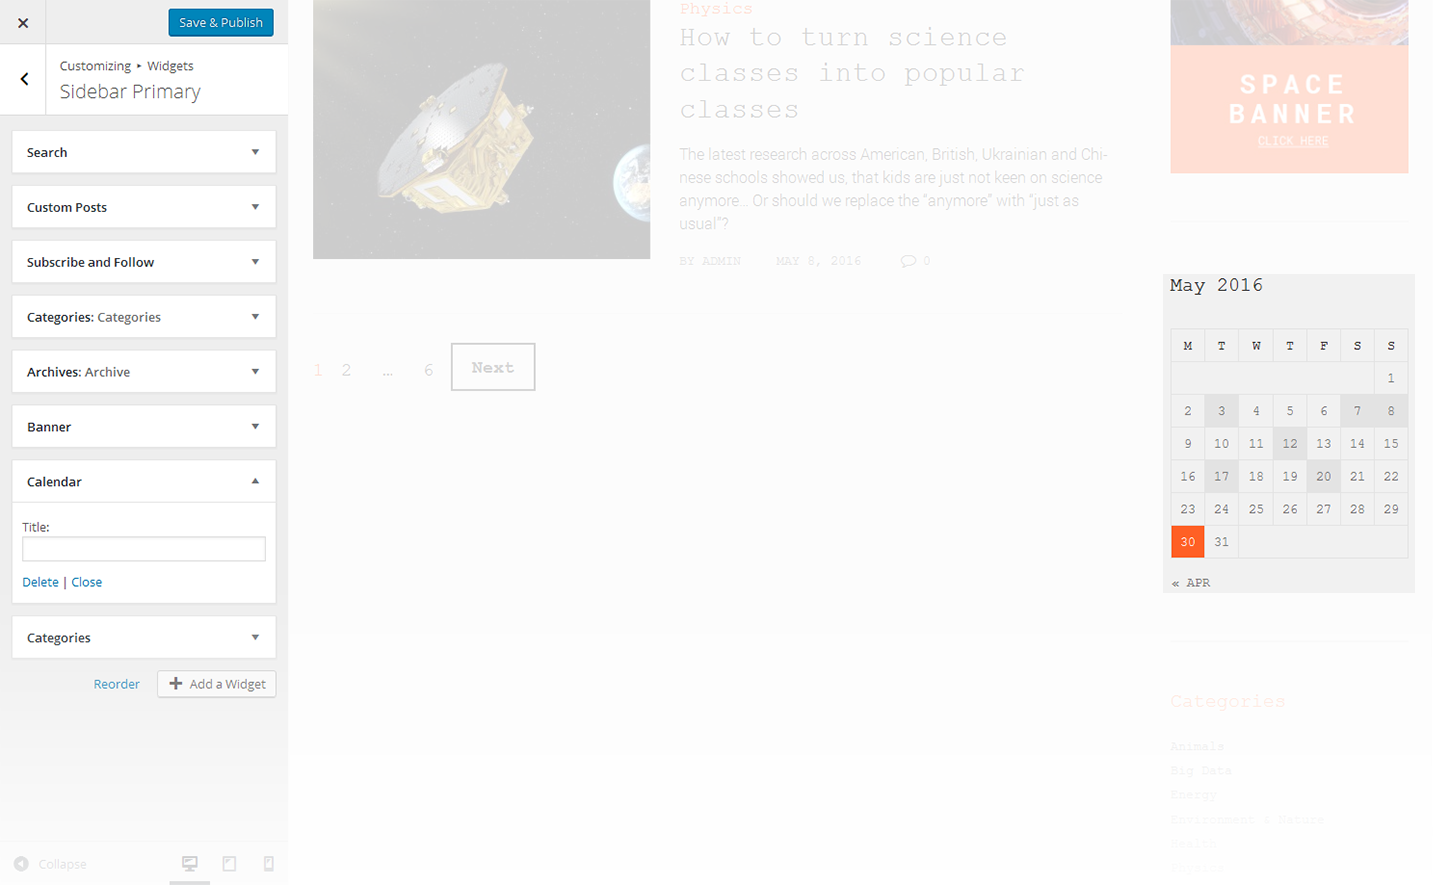 Save & Publish
Customizing ▸ Widgets
Sidebar Primary
Search
Custom Posts
Subscribe and Follow
Categories: Categories
Archives: Archive
Banner
Calendar
Title:
Delete | Close
Categories
Reorder
Add a Widget
Collapse
Physics
How to turn science
classes into popular
classes
The latest research across American, British, Ukrainian and Chi-
nese schools showed us, that kids are just not keen on science
anymore... Or should we replace the “anymore” with “just as
usual”?
BY ADMIN MAY 8, 2016 0
1 2 … 6 Next
SPACE
BANNER
CLICK HERE
May 2016
M T W T F S S
1
2 3 4 5 6 7 8
9 10 11 12 13 14 15
16 17 18 19 20 21 22
23 24 25 26 27 28 29
30 31
« APR
Categories
Animals
Big Data
Energy
Environment & Nature
Health